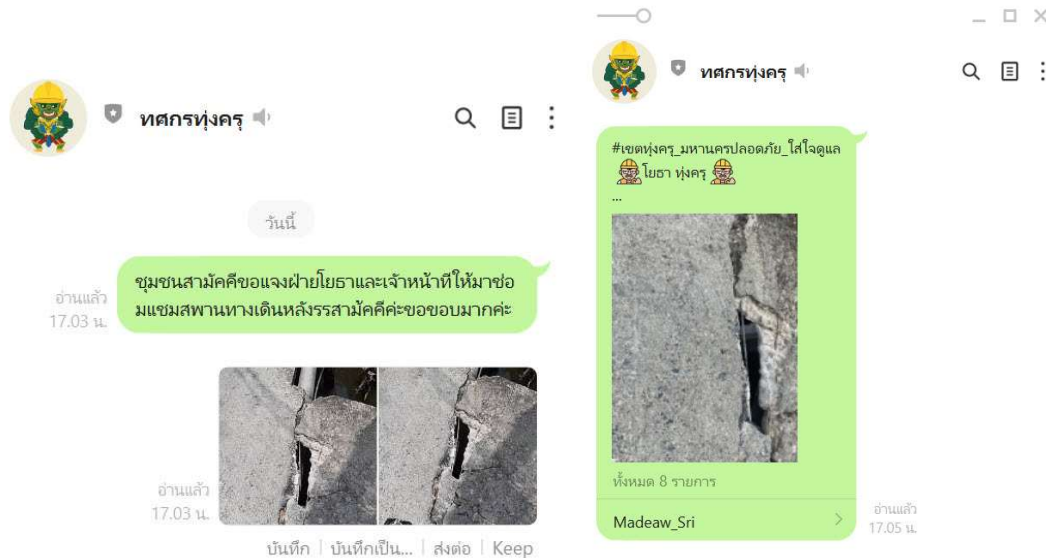 ทศกรทุ่งครุ
วันนี้
ชุมชนสามัคคีขอแจงฝ่ายโยธาและเจ้าหน้าที่ให้มาซ่อ
มแซมสพานทางเดินหลังรรสามัคคีค่ะขอขอบมากค่ะ
อ่านแล้ว
17.03 น.
อ่านแล้ว
17.03 น.
บันทึก | บันทึกเป็น... | ส่งต่อ | Keep
ทศกรทุ่งครุ
#เขตทุ่งครุ_มหานครปลอดภัย_ใส่ใจดูแล
โยธา ทุ่งครุ
...
ทั้งหมด 8 รายการ
Madeaw_Sri
อ่านแล้ว
17.05 น.